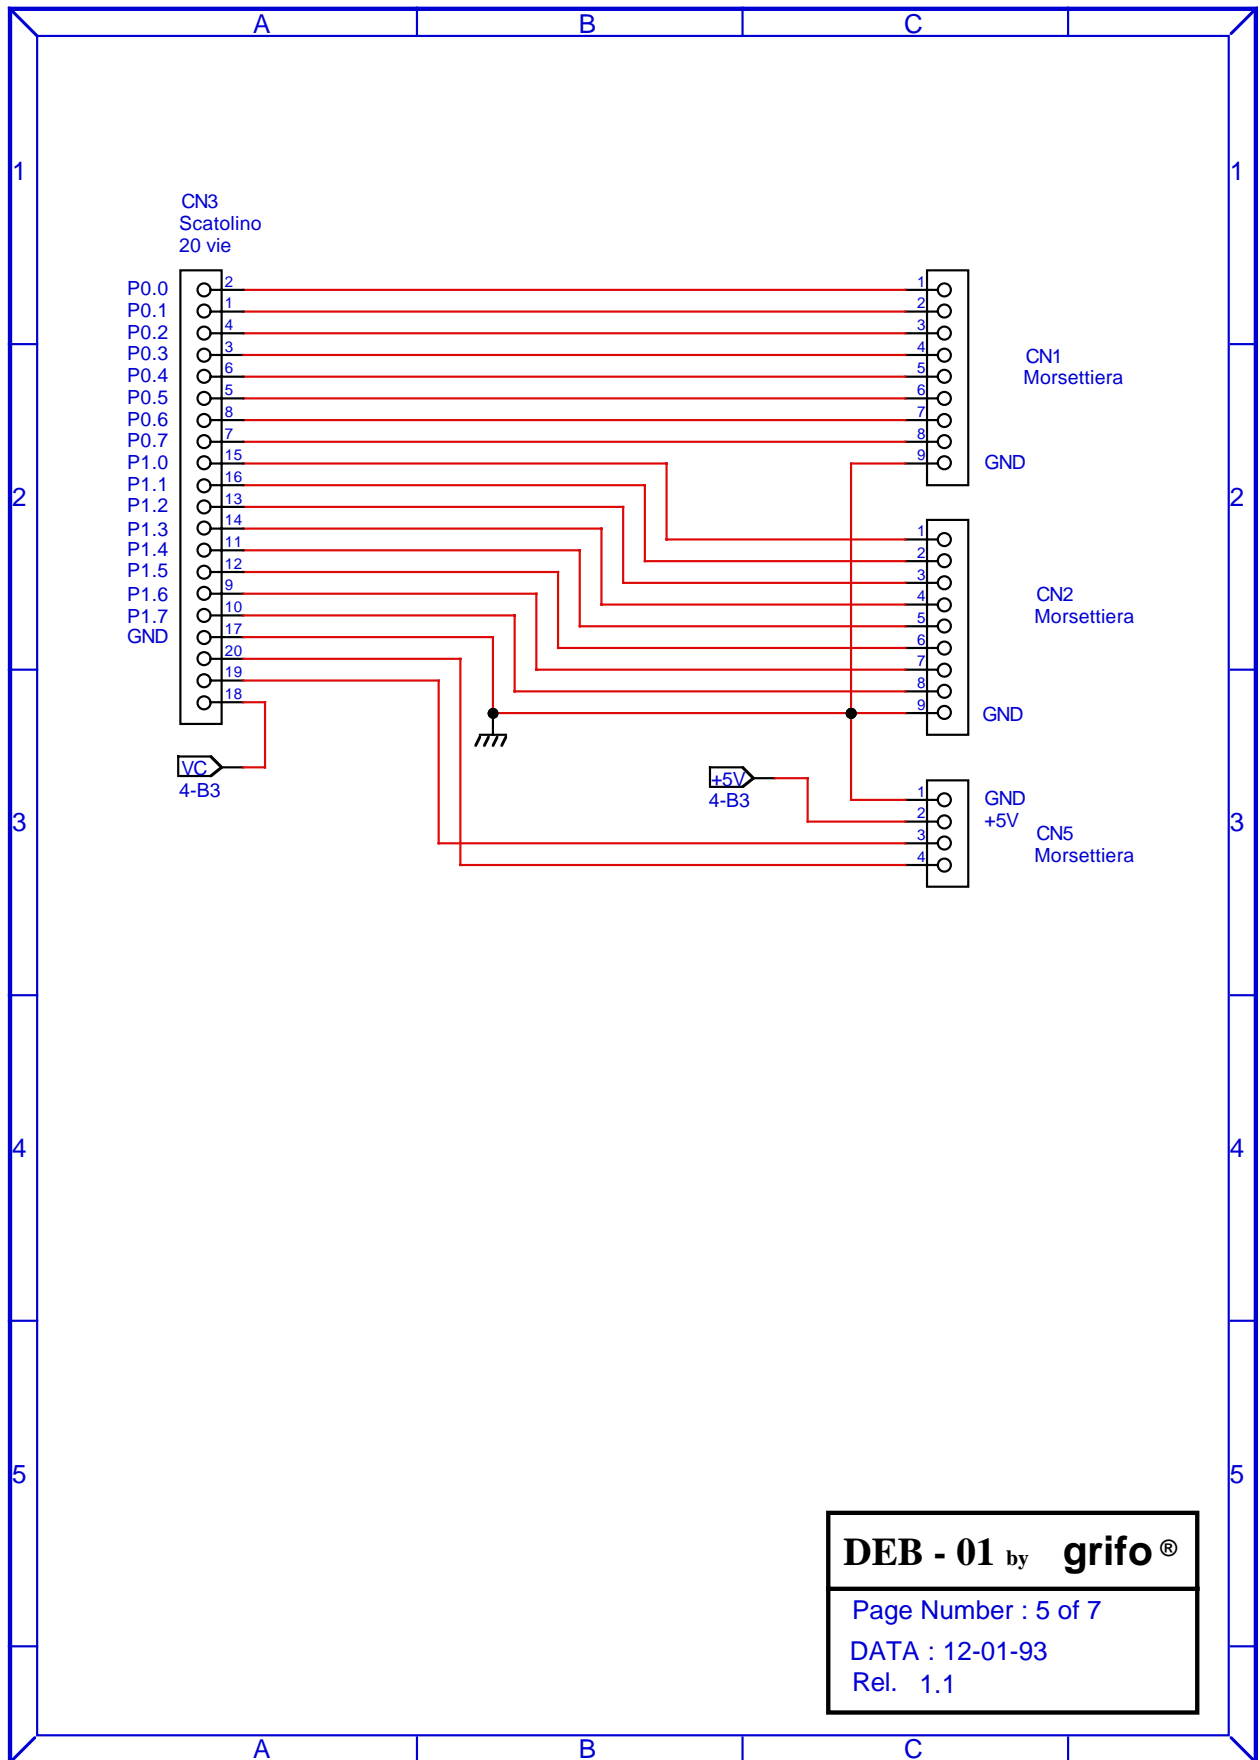 A B C
1 1
CN3
Scatolino
20 vie
P0.0 2 1
P0.1 1 2
P0.2 4 3
P0.3 3 4
CN1
P0.4 6 5
Morsettiera
P0.5 5 6
P0.6 8 7
P0.7 7 8
P1.0 15 9 GND
P1.1 16
2 2
P1.2 13
P1.3 14 1
P1.4 11 2
P1.5 12 3
P1.6 9 4
CN2
P1.7 10 5
Morsettiera
GND 17 6
20 7
19 8
18 9 GND
VC
4-B3
+5V
4-B3
1 GND
2 +5V
3 3
3
CN5
4 Morsettiera
4 4
5 5
DEB - 01 by grifo ®
Page Number : 5 of 7
DATA : 12-01-93
Rel. 1.1
A B C